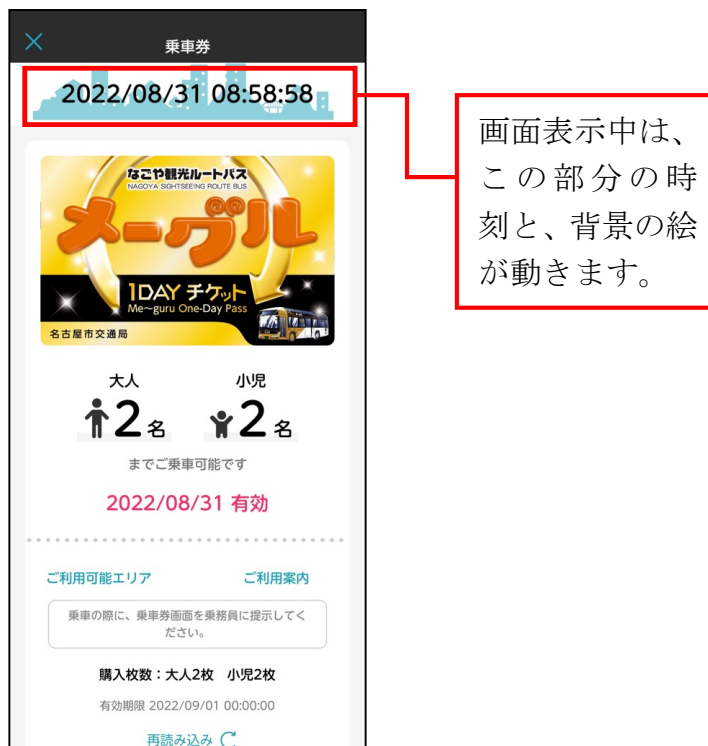 乗車券
2022/08/31 08:58:58
なごや観光ルートバス
NAGOYA SIGHTSEEING ROUTE BUS
メーグル
1DAY チケット
Me~guru One-Day Pass
名古屋市交通局
大人 小児
2名 2名
までご乗車可能です
2022/08/31 有効
ご利用可能エリア ご利用案内
乗車の際に、乗車券画面を乗務員に提示してく
ださい。
購入枚数：大人2枚 小児2枚
有効期限 2022/09/01 00:00:00
再読み込み
画面表示中は、
この部分の時
刻と、背景の絵
が動きます。